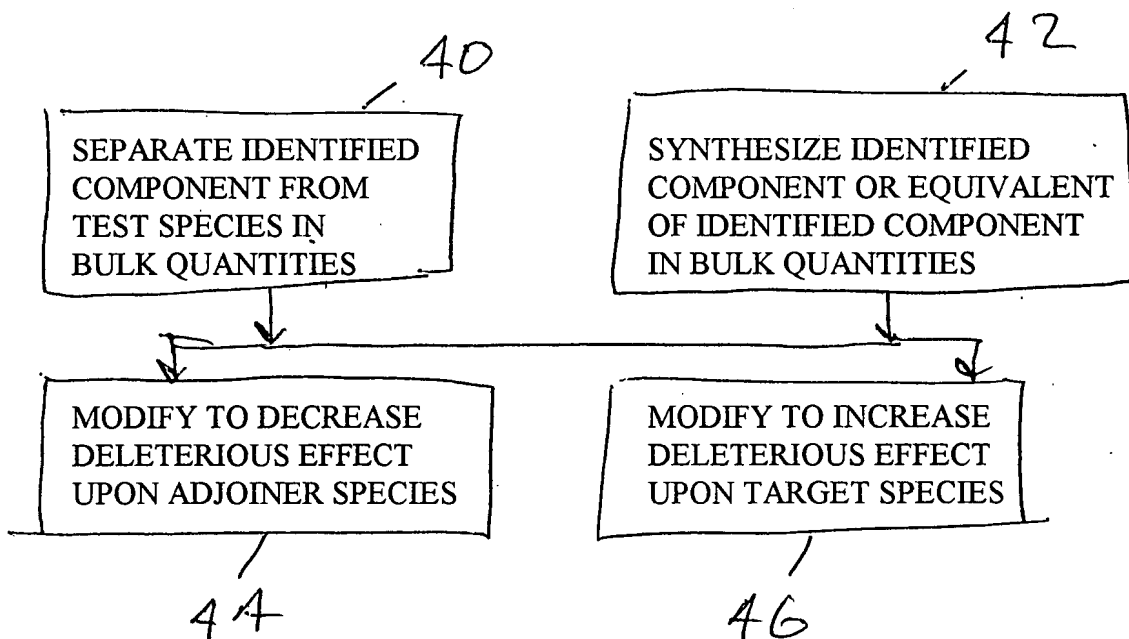 40
42
SEPARATE IDENTIFIED
COMPONENT FROM
TEST SPECIES IN
BULK QUANTITIES
SYNTHESIZE IDENTIFIED
COMPONENT OR EQUIVALENT
OF IDENTIFIED COMPONENT
IN BULK QUANTITIES
MODIFY TO DECREASE
DELETERIOUS EFFECT
UPON ADJOINER SPECIES
MODIFY TO INCREASE
DELETERIOUS EFFECT
UPON TARGET SPECIES
44
46